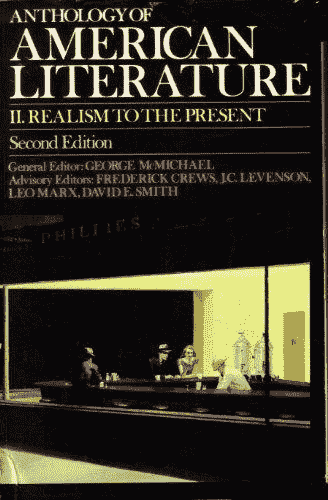 ANTHOLOGY OF
AMERICAN
LITERATURE
II. REALISM TO THE PRESENT
Second Edition
General Editor: GEORGE McMICHAEL
Advisory Editors: FREDERICK CREWS, J.C. LEVENSON,
LEO MARX, DAVID E. SMITH
PHILLIES